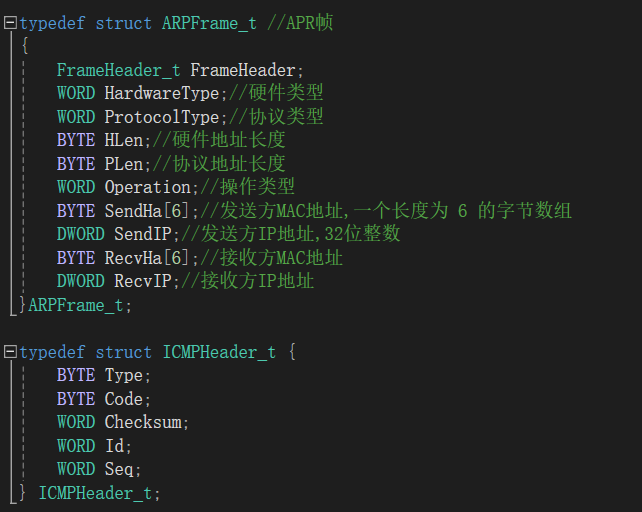 typedef struct ARPFrame_t //APR帧
{
FrameHeader_t FrameHeader;
WORD HardwareType;//硬件类型
WORD ProtocolType;//协议类型
BYTE HLen;//硬件地址长度
BYTE PLen;//协议地址长度
WORD Operation;//操作类型
BYTE SendHa[6];//发送方MAC地址,一个长度为 6 的字节数组
DWORD SendIP;//发送方IP地址,32位整数
BYTE RecvHa[6];//接收方MAC地址
DWORD RecvIP;//接收方IP地址
}ARPFrame_t;
typedef struct ICMPHeader_t {
BYTE Type;
BYTE Code;
WORD Checksum;
WORD Id;
WORD Seq;
} ICMPHeader_t;